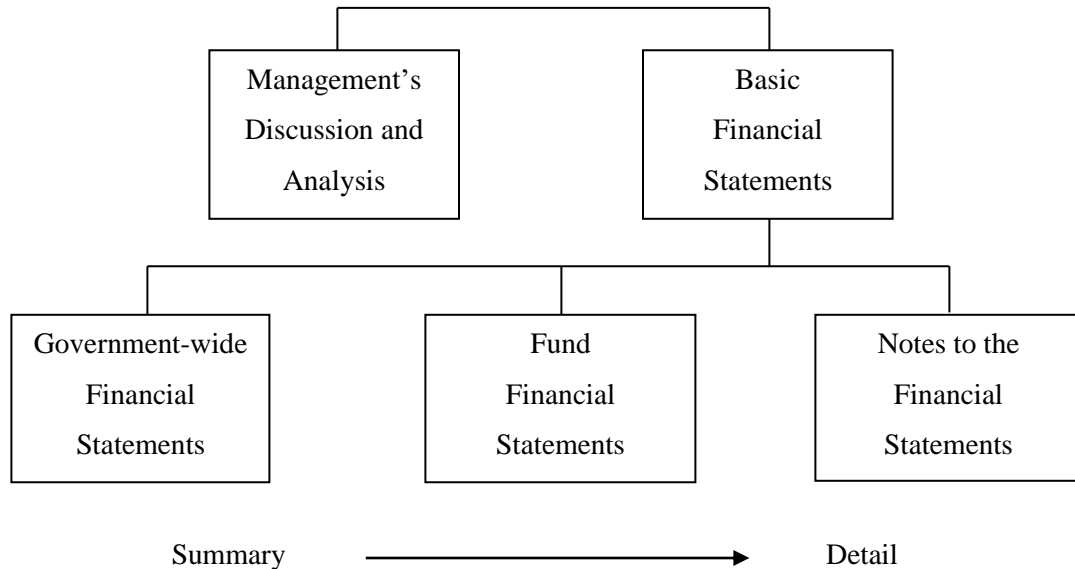 Management’s
Discussion and
Analysis
Basic
Financial
Statements
Government-wide
Financial
Statements
Fund
Financial
Statements
Notes to the
Financial
Statements
Summary
Detail